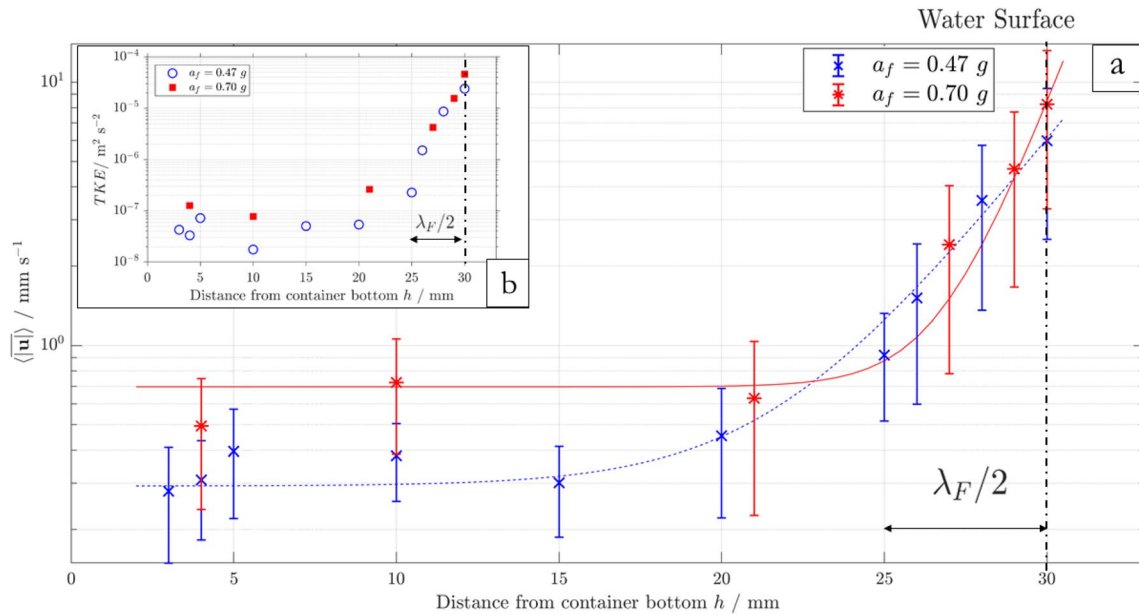 Water Surface
a
a_f = 0.47 g
a_f = 0.70 g
10^1
10^0
⟨|u|⟩ / mm s^−1
λ_F/2
0 5 10 15 20 25 30
Distance from container bottom h / mm
a_f = 0.47 g
a_f = 0.70 g
10^−4
10^−5
10^−6
10^−7
10^−8
TKE/ m^2 s^−2
λ_F/2
b
0 5 10 15 20 25 30
Distance from container bottom h / mm